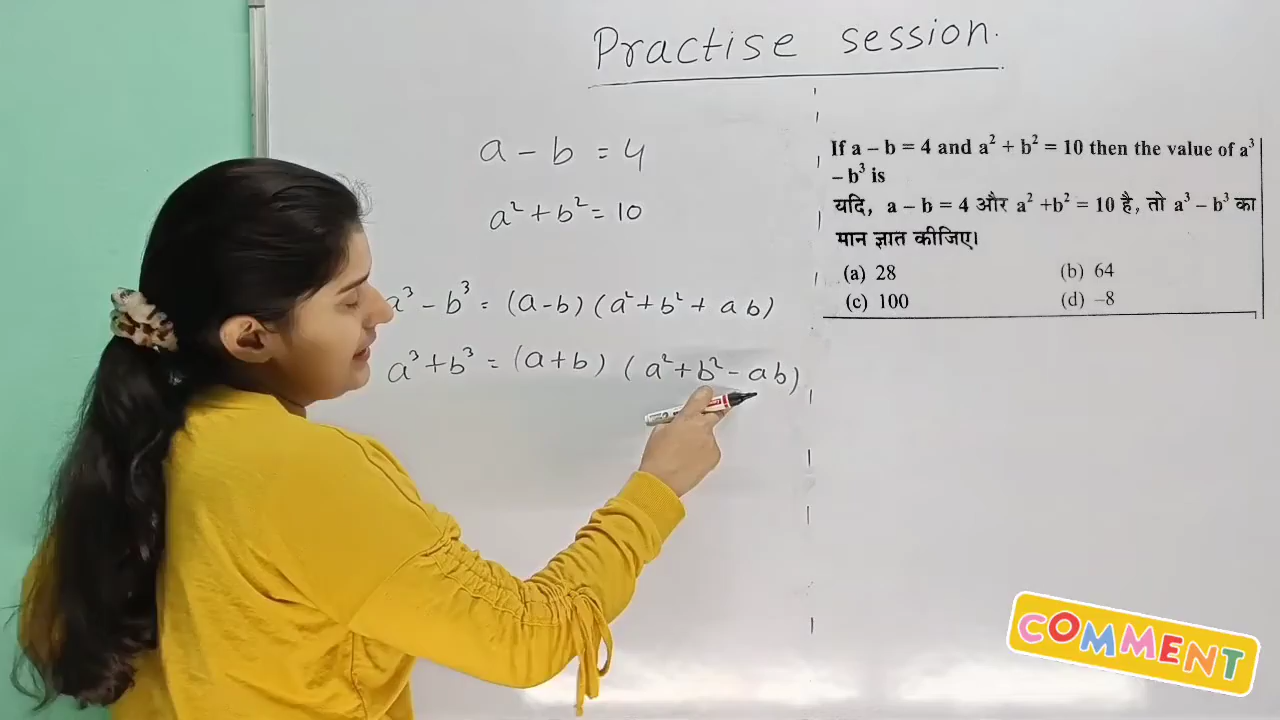 Practise session.
a - b = 4
a² + b² = 10
a³ - b³ = (a-b) (a² + b² + ab)
a³ + b³ = (a+b) (a² + b² - ab)
If a – b = 4 and a² + b² = 10 then the value of a³
– b³ is
यदि, a – b = 4 और a² +b² = 10 है, तो a³ – b³ का
मान ज्ञात कीजिए।
(a) 28 (b) 64
(c) 100 (d) –8
COMMENT